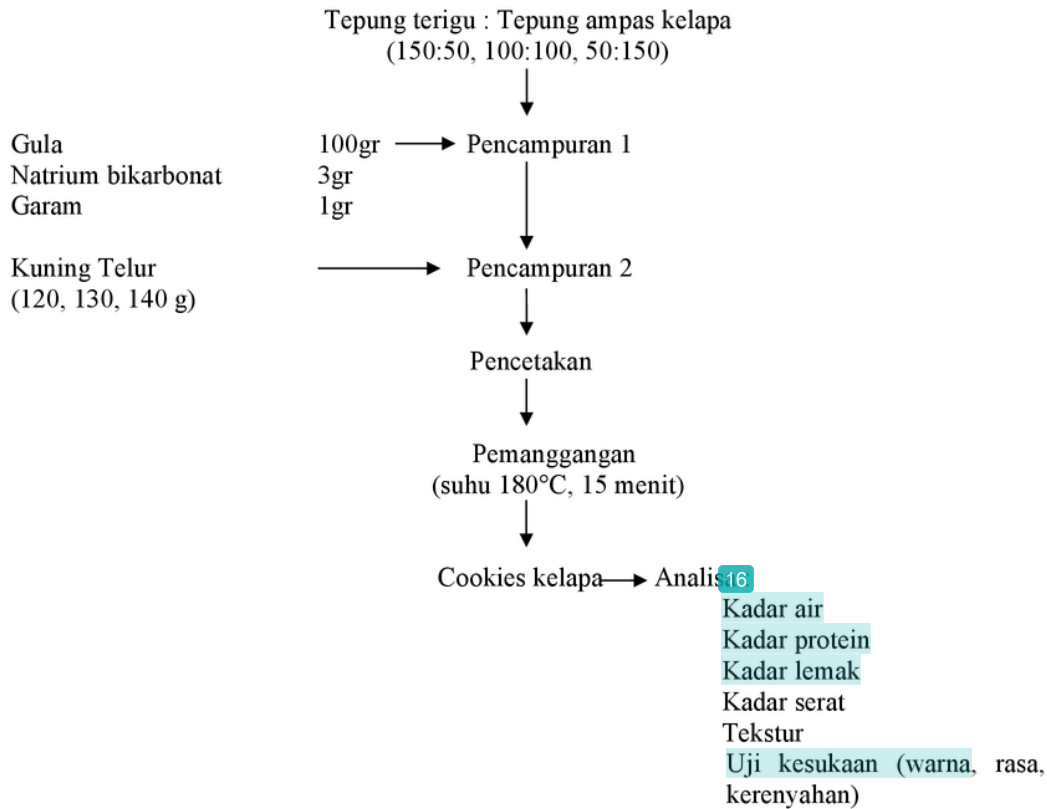 Tepung terigu : Tepung ampas kelapa
(150:50, 100:100, 50:150)
Gula 100gr Pencampuran 1
Natrium bikarbonat 3gr
Garam 1gr
Kuning Telur Pencampuran 2
(120, 130, 140 g)
Pencetakan
Pemanggangan
(suhu 180°C, 15 menit)
Cookies kelapa 16
Kadar air
Kadar protein
Kadar lemak
Kadar serat
Tekstur
Uji kesukaan (warna, rasa,
kerenyahan)